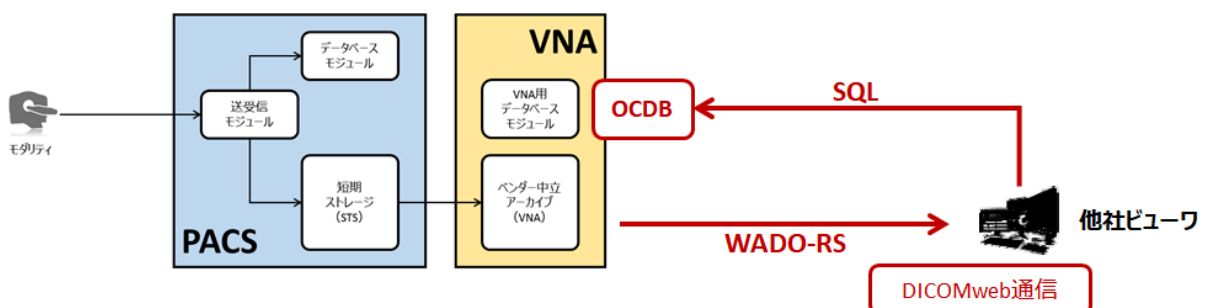 モダリティ
PACS
送受信
モジュール
データベース
モジュール
短期
ストレージ
(STS)
VNA
VNA用
データベース
モジュール
ベンダー中立
アーカイブ
(VNA)
OCDB
SQL
WADO-RS
他社ビューワ
DICOMweb通信